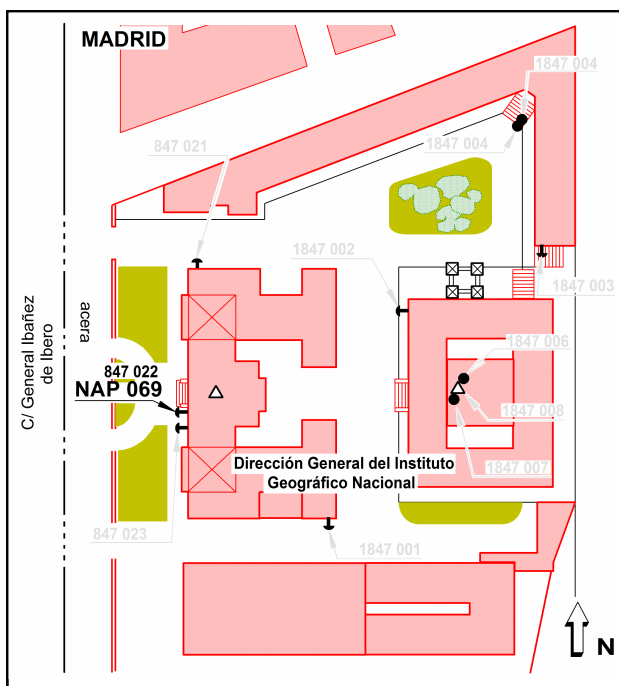 MADRID
1847 004
847 021
1847 004
1847 002
1847 003
C/ General Ibañez
de Ibero
acera
847 022
NAP 069
1847 006
1847 008
1847 007
Dirección General del Instituto
Geográfico Nacional
847 023
1847 001
N